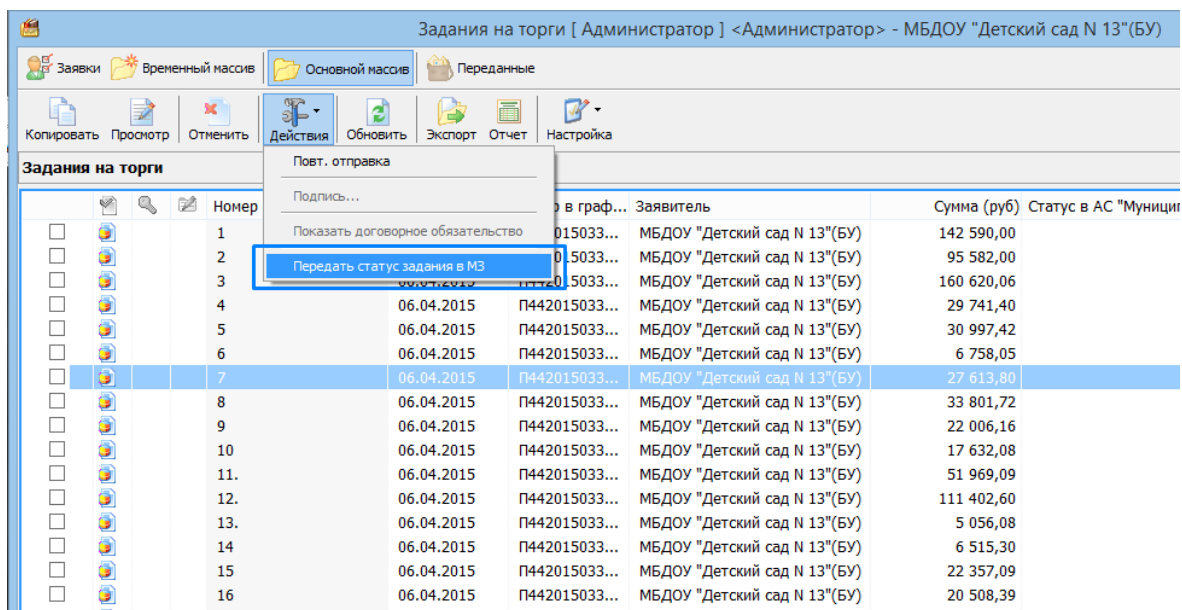 Задания на торги [ Администратор ] <Администратор> - МБДОУ "Детский сад N 13"(БУ)
Заявки Временный массив Основной массив Переданные
Копировать Просмотр Отменить Действия Обновить Экспорт Отчет Настройка
Повт. отправка
Задания на торги
Подпись...
Номер в граф... Заявитель Сумма (руб) Статус в АС "Муницип
Показать договорное обязательство
Передать статус задания в МЗ
1 015033... МБДОУ "Детский сад N 13"(БУ) 142 590,00
2 015033... МБДОУ "Детский сад N 13"(БУ) 95 582,00
3 06.04.2015 П442015033... МБДОУ "Детский сад N 13"(БУ) 160 620,06
4 06.04.2015 П442015033... МБДОУ "Детский сад N 13"(БУ) 29 741,40
5 06.04.2015 П442015033... МБДОУ "Детский сад N 13"(БУ) 30 997,42
6 06.04.2015 П442015033... МБДОУ "Детский сад N 13"(БУ) 6 758,05
7 06.04.2015 П442015033... МБДОУ "Детский сад N 13"(БУ) 27 613,80
8 06.04.2015 П442015033... МБДОУ "Детский сад N 13"(БУ) 33 801,72
9 06.04.2015 П442015033... МБДОУ "Детский сад N 13"(БУ) 22 006,16
10 06.04.2015 П442015033... МБДОУ "Детский сад N 13"(БУ) 17 632,08
11. 06.04.2015 П442015033... МБДОУ "Детский сад N 13"(БУ) 51 969,09
12. 06.04.2015 П442015033... МБДОУ "Детский сад N 13"(БУ) 111 402,60
13. 06.04.2015 П442015033... МБДОУ "Детский сад N 13"(БУ) 5 056,08
14 06.04.2015 П442015033... МБДОУ "Детский сад N 13"(БУ) 6 515,30
15 06.04.2015 П442015033... МБДОУ "Детский сад N 13"(БУ) 22 357,09
16 06.04.2015 П442015033... МБДОУ "Детский сад N 13"(БУ) 20 508,39